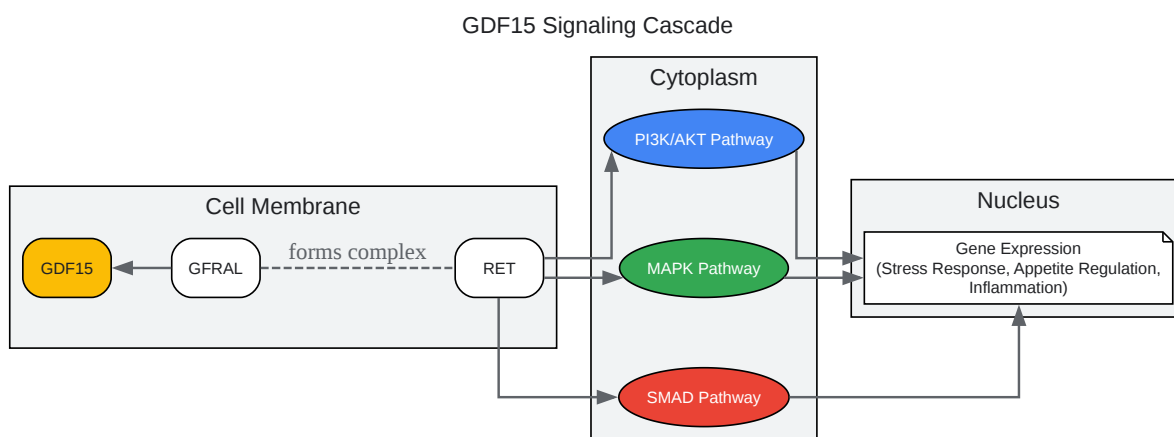 GDF15 Signaling Cascade
Cytoplasm
PI3K/AKT Pathway
Cell Membrane
Nucleus
GDF15
GFRAL
forms complex
RET
MAPK Pathway
Gene Expression
(Stress Response, Appetite Regulation,
Inflammation)
SMAD Pathway